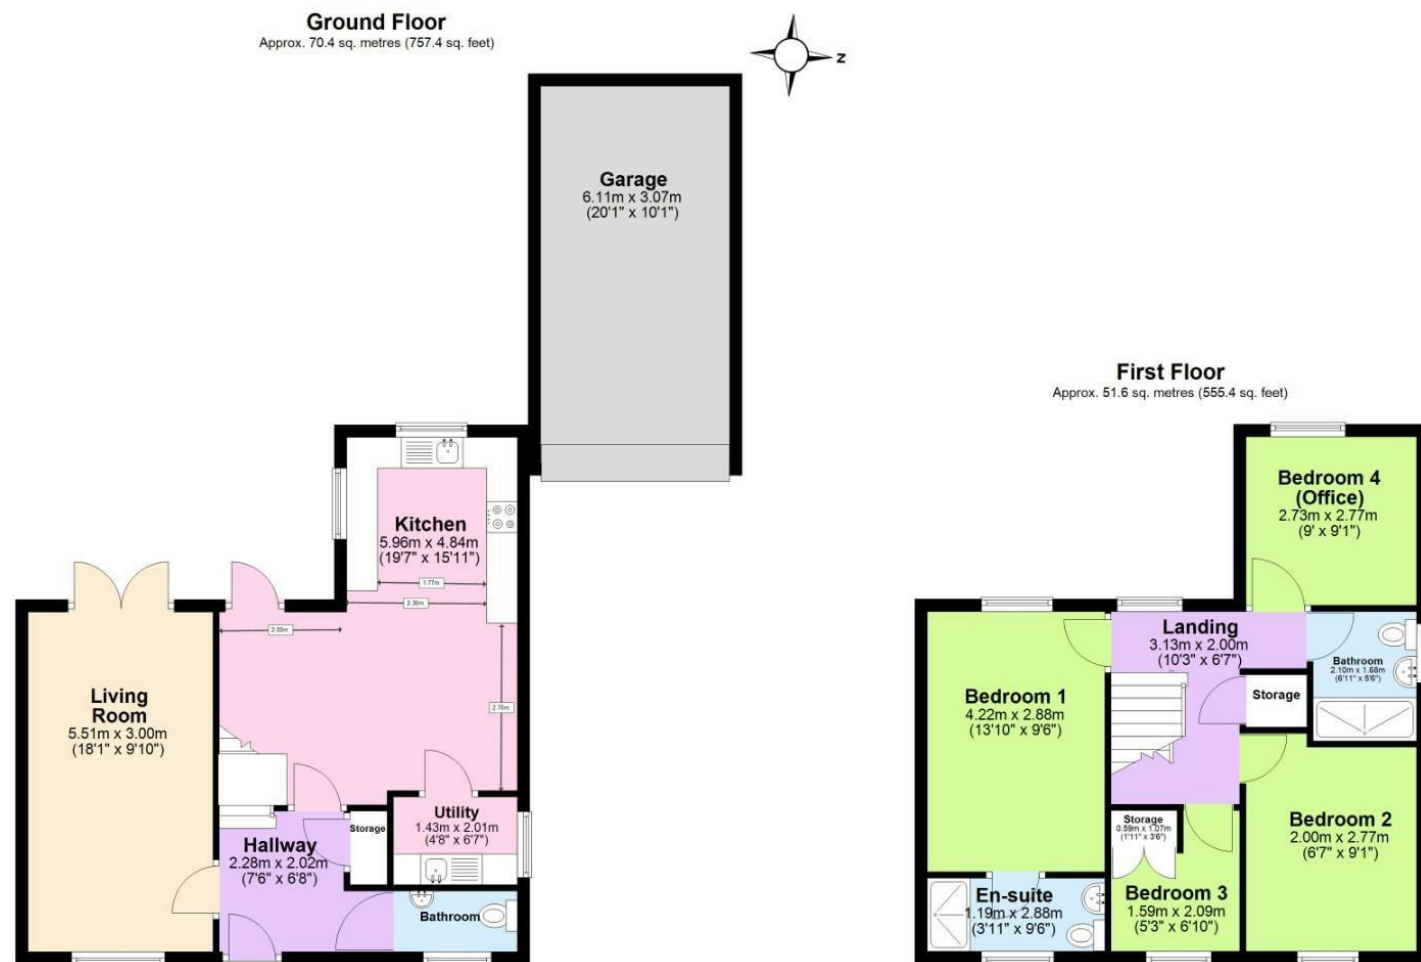 Ground Floor
Approx. 70.4 sq. metres (757.4 sq. feet)
Z
Garage
6.11m x 3.07m
(20'1" x 10'1")
Kitchen
5.96m x 4.84m
(19'7" x 15'11")
1.77m
2.70m
Living
Room
5.51m x 3.00m
(18'1" x 9'10")
Utility
1.43m x 2.01m
(4'8" x 6'7")
Storage
Hallway
2.28m x 2.02m
(7'6" x 6'8")
Bathroom
First Floor
Approx. 51.6 sq. metres (555.4 sq. feet)
Bedroom 4
(Office)
2.73m x 2.77m
(9' x 9'1")
Landing
3.13m x 2.00m
(10'3" x 6'7")
Bathroom
2.10m x 1.68m
(6'11" x 5'6")
Storage
Bedroom 1
4.22m x 2.88m
(13'10" x 9'6")
Bedroom 2
2.00m x 2.77m
(6'7" x 9'1")
Storage
0.59m x 1.07m
(1'11" x 3'6")
En-suite
1.19m x 2.88m
(3'11" x 9'6")
Bedroom 3
1.59m x 2.09m
(5'3" x 6'10")